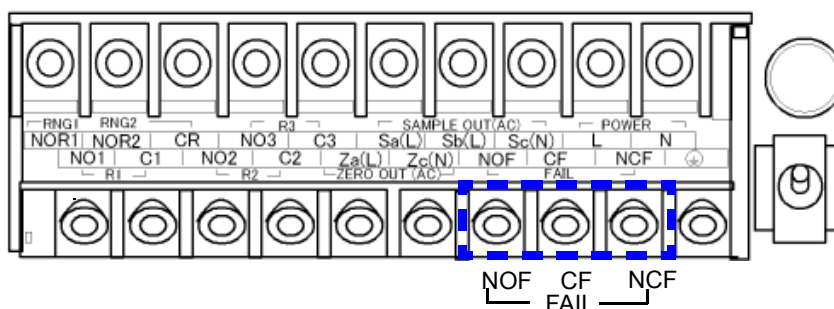 RNG1 RNG2 R3 SAMPLE OUT(AC) POWER
NOR1 NOR2 CR NO3 C3 Sa(L) Sb(L) Sc(N) L N
NO1 C1 NO2 C2 Za(L) Zc(N) NOF CF NCF
R1 R2 ZERO OUT (AC) FAIL
NOF CF NCF
FAIL